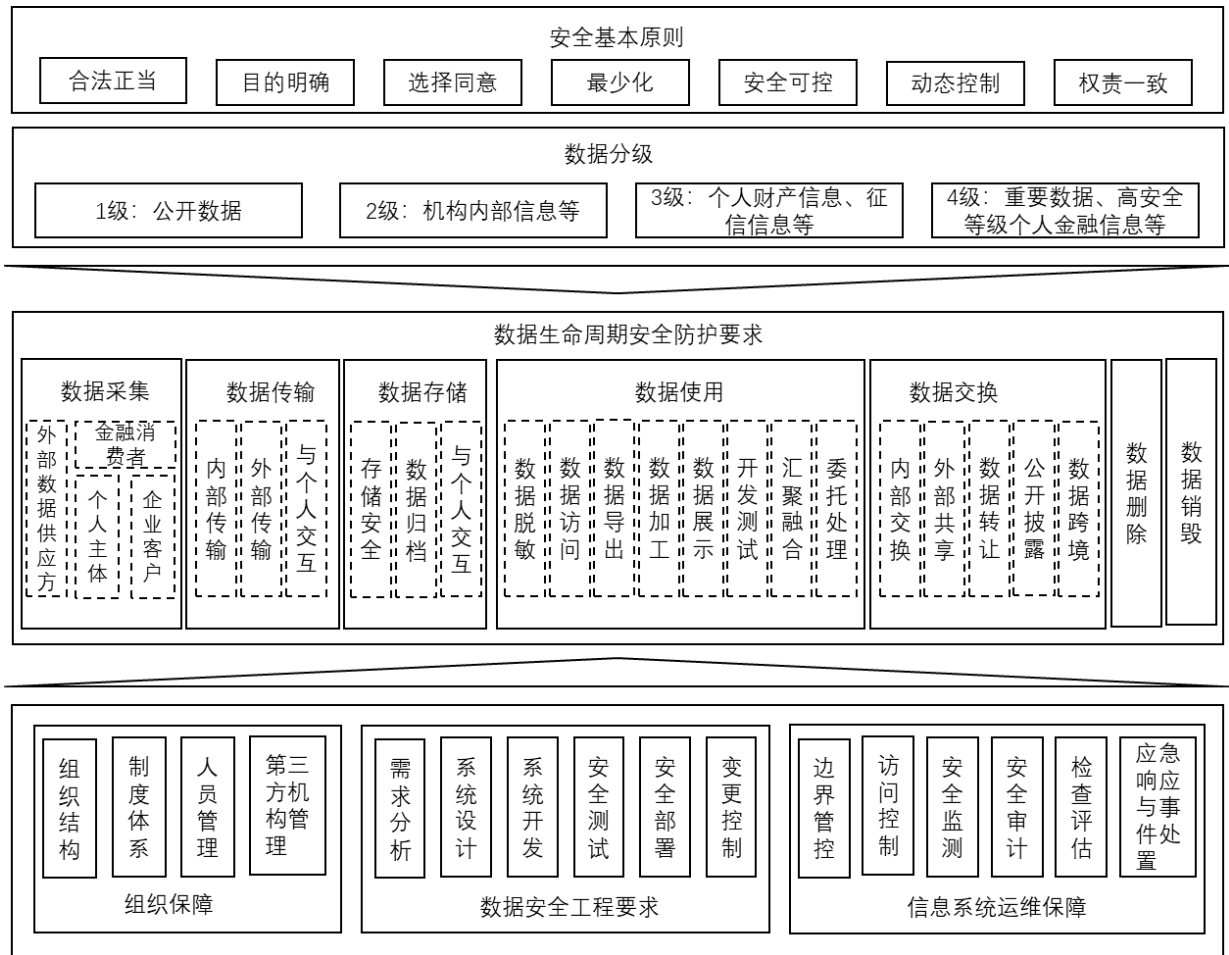 安全基本原则
合法正当
目的明确
选择同意
最少化
安全可控
动态控制
权责一致
数据分级
1级：公开数据
2级：机构内部信息等
3级：个人财产信息、征
信信息等
4级：重要数据、高安全
等级个人金融信息等
数据生命周期安全防护要求
数据采集
外部数据供应方
金融消
费者
个人主体
企业客户
数据传输
内部传输
外部传输
与个人交互
数据存储
存储安全
数据归档
与个人交互
数据使用
数据脱敏
数据访问
数据导出
数据加工
数据展示
开发测试
汇聚融合
委托处理
数据交换
内部交换
外部共享
数据转让
公开披露
数据跨境
数据删除
数据销毁
组织结构
制度体系
人员管理
第三
方机
构管
理
组织保障
需求分析
系统设计
系统开发
安全测试
安全部署
变更控制
数据安全工程要求
边界管控
访问控制
安全监测
安全审计
检查评估
应急
响应
与事
件处
置
信息系统运维保障